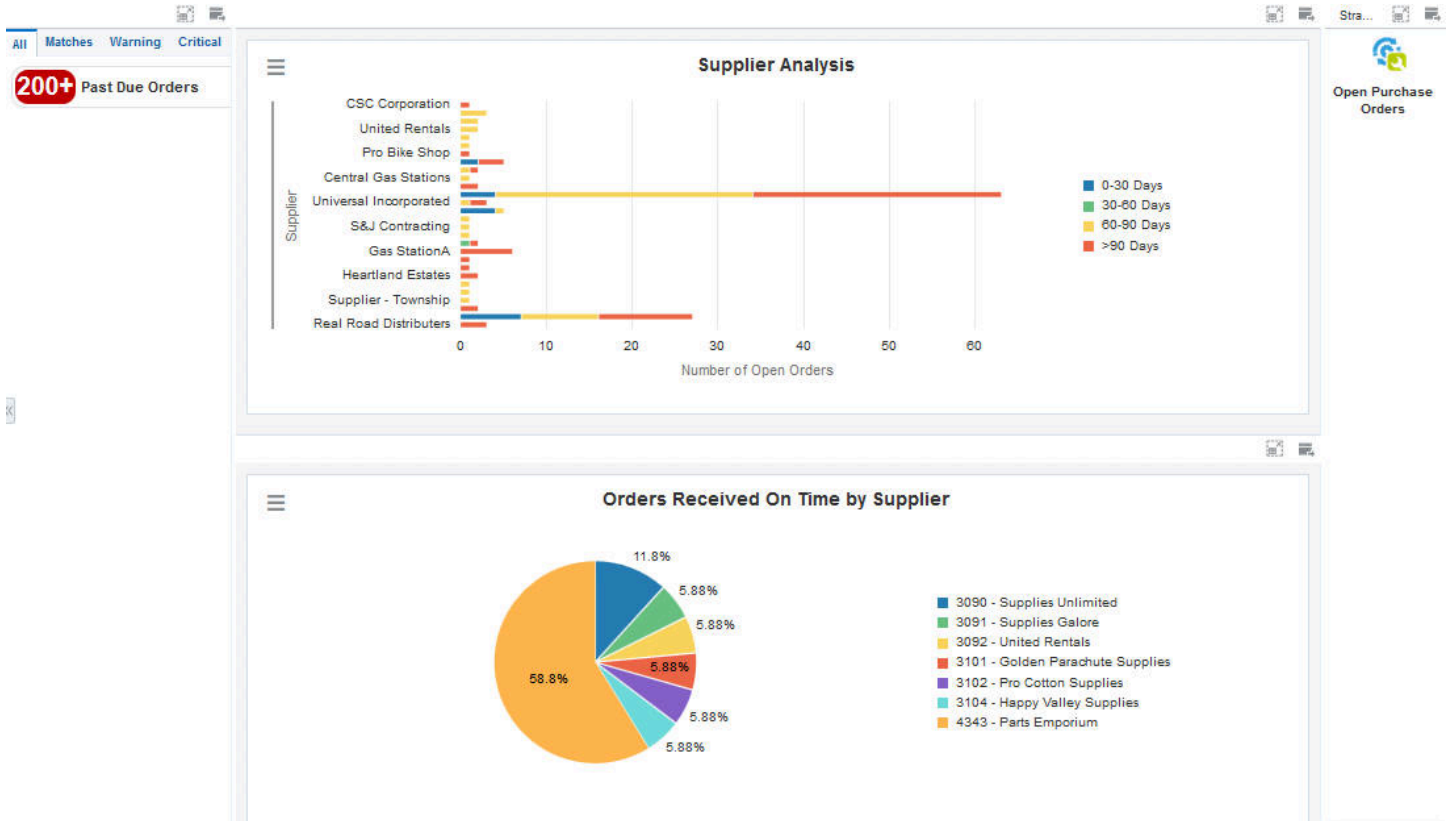 Stra...
All Matches Warning Critical
200+ Past Due Orders
Supplier Analysis
CSC Corporation
United Rentals
Pro Bike Shop
Central Gas Stations
Universal Incorporated
S&J Contracting
Gas StationA
Heartland Estates
Supplier - Township
Real Road Distributers
Supplier
0 10 20 30 40 50 60
Number of Open Orders
0-30 Days
30-60 Days
60-90 Days
>90 Days
Open Purchase
Orders
Orders Received On Time by Supplier
11.8%
5.88%
5.88%
5.88%
5.88%
5.88%
58.8%
3090 - Supplies Unlimited
3091 - Supplies Galore
3092 - United Rentals
3101 - Golden Parachute Supplies
3102 - Pro Cotton Supplies
3104 - Happy Valley Supplies
4343 - Parts Emporium